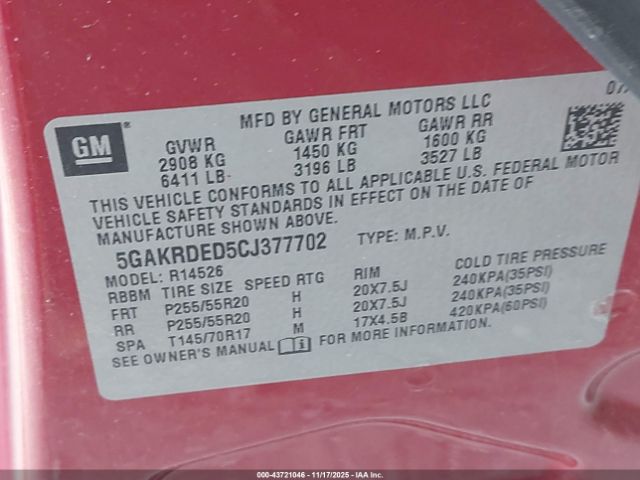 07/
MFD BY GENERAL MOTORS LLC
GM
GVWR GAWR FRT GAWR RR
2908 KG 1450 KG 1600 KG
6411 LB 3196 LB 3527 LB
THIS VEHICLE CONFORMS TO ALL APPLICABLE U.S. FEDERAL MOTOR
VEHICLE SAFETY STANDARDS IN EFFECT ON THE DATE OF
MANUFACTURE SHOWN ABOVE.
5GAKRDED5CJ377702 TYPE: M.P.V.
MODEL: R14526
RBBM TIRE SIZE SPEED RTG RIM COLD TIRE PRESSURE
FRT P255/55R20 H 20X7.5J 240KPA(35PSI)
RR P255/55R20 H 20X7.5J 240KPA(35PSI)
SPA T145/70R17 M 17X4.5B 420KPA(60PSI)
SEE OWNER'S MANUAL i FOR MORE INFORMATION.
000-43721046 - 11/17/2025 - IAA Inc.